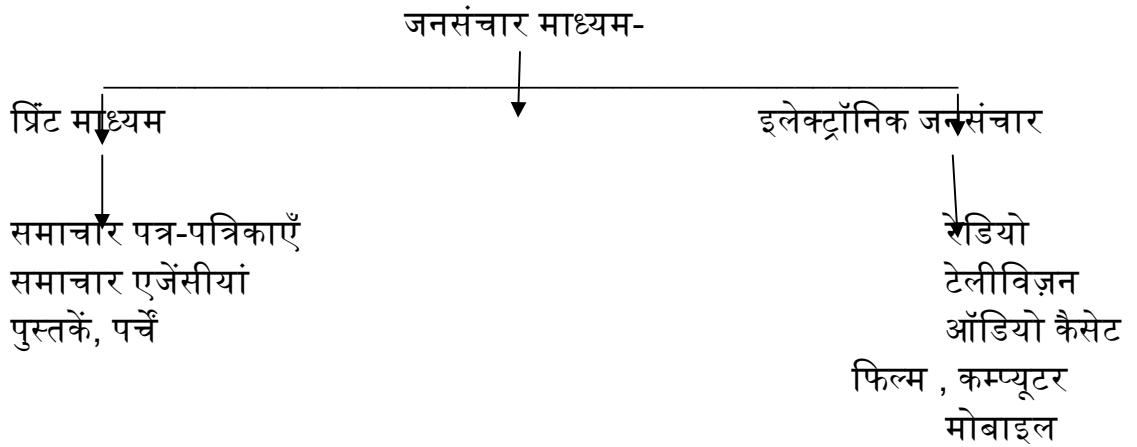 जनसंचार माध्यम-
प्रिंट माध्यम इलेक्ट्रॉनिक जनसंचार
समाचार पत्र-पत्रिकाएँ रेडियो
समाचार एजेंसीयां टेलीविज़न
पुस्तकें, पर्चें ऑडियो कैसेट
फिल्म , कम्प्यूटर
मोबाइल